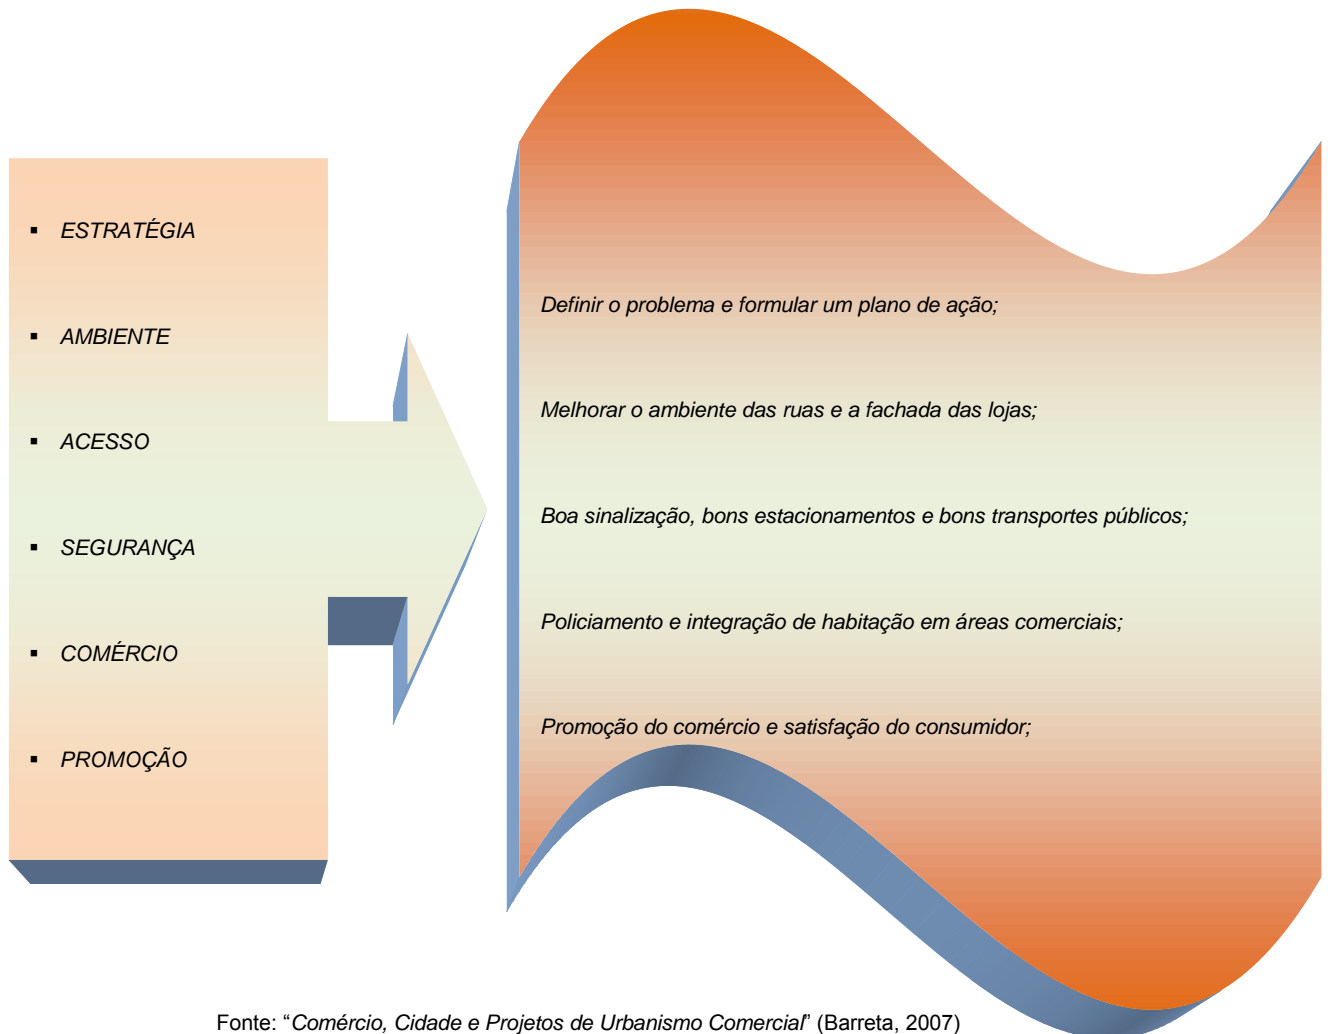 ▪ ESTRATÉGIA
▪ AMBIENTE
▪ ACESSO
▪ SEGURANÇA
▪ COMÉRCIO
▪ PROMOÇÃO
Definir o problema e formular um plano de ação;
Melhorar o ambiente das ruas e a fachada das lojas;
Boa sinalização, bons estacionamentos e bons transportes públicos;
Policiamento e integração de habitação em áreas comerciais;
Promoção do comércio e satisfação do consumidor;
Fonte: “Comércio, Cidade e Projetos de Urbanismo Comercial” (Barreta, 2007)